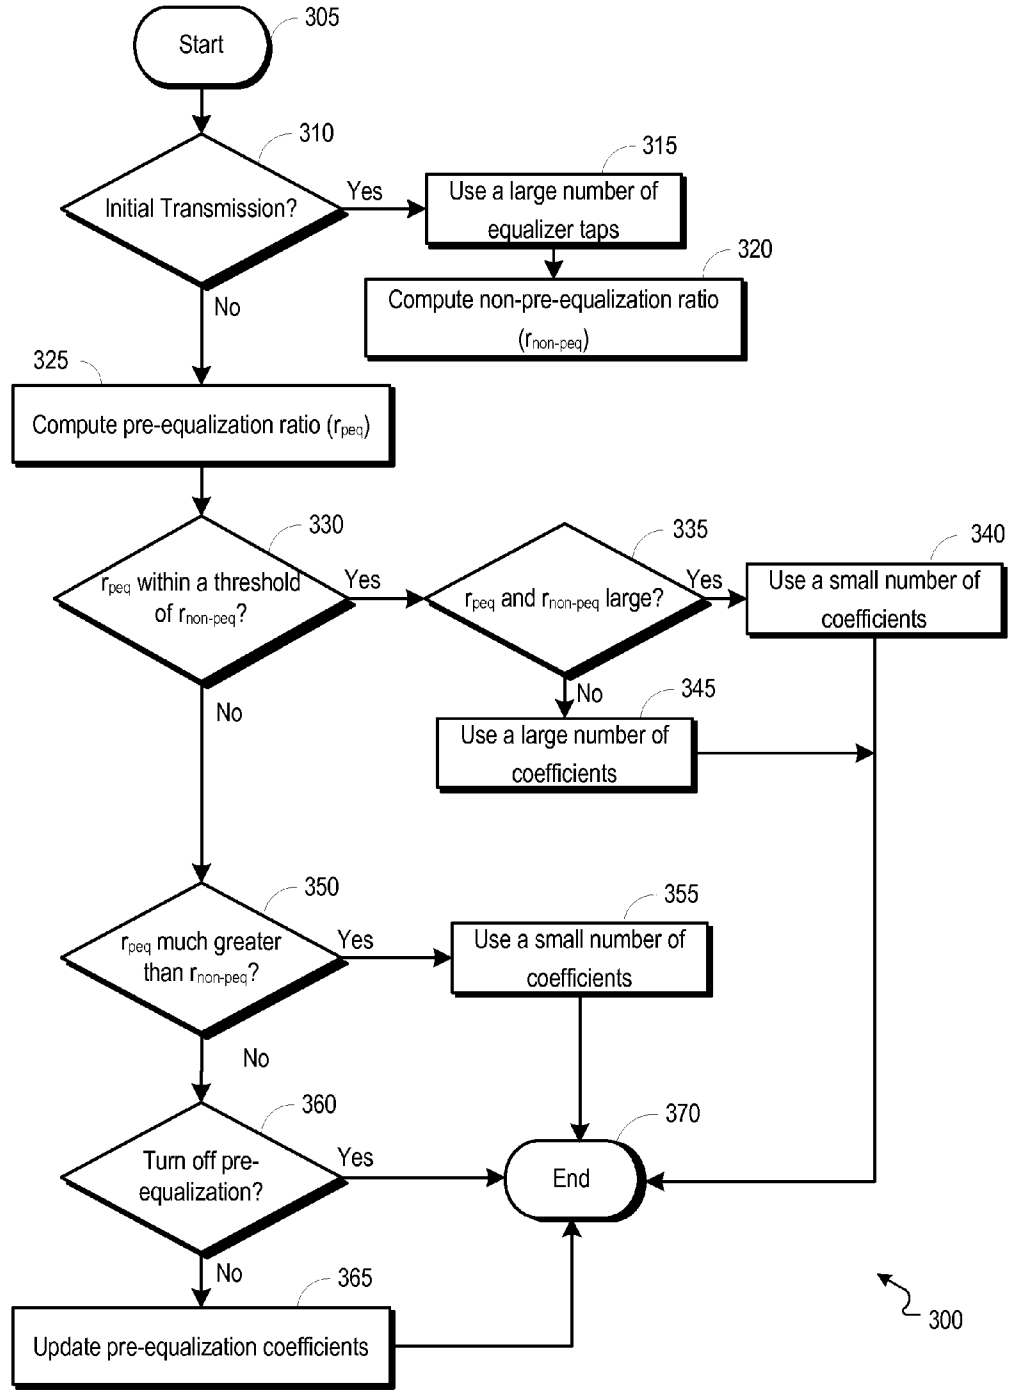 305
Start
310
Initial Transmission?
Yes
315
Use a large number of
equalizer taps
320
Compute non-pre-equalization ratio
(rnon-peq)
No
325
Compute pre-equalization ratio (rpeq)
330
rpeq within a threshold
of rnon-peq?
Yes
335
rpeq and rnon-peq large?
Yes
340
Use a small number of
coefficients
No
345
Use a large number of
coefficients
No
350
rpeq much greater
than rnon-peq?
Yes
355
Use a small number of
coefficients
No
360
Turn off pre-
equalization?
Yes
370
End
No
365
Update pre-equalization coefficients
300